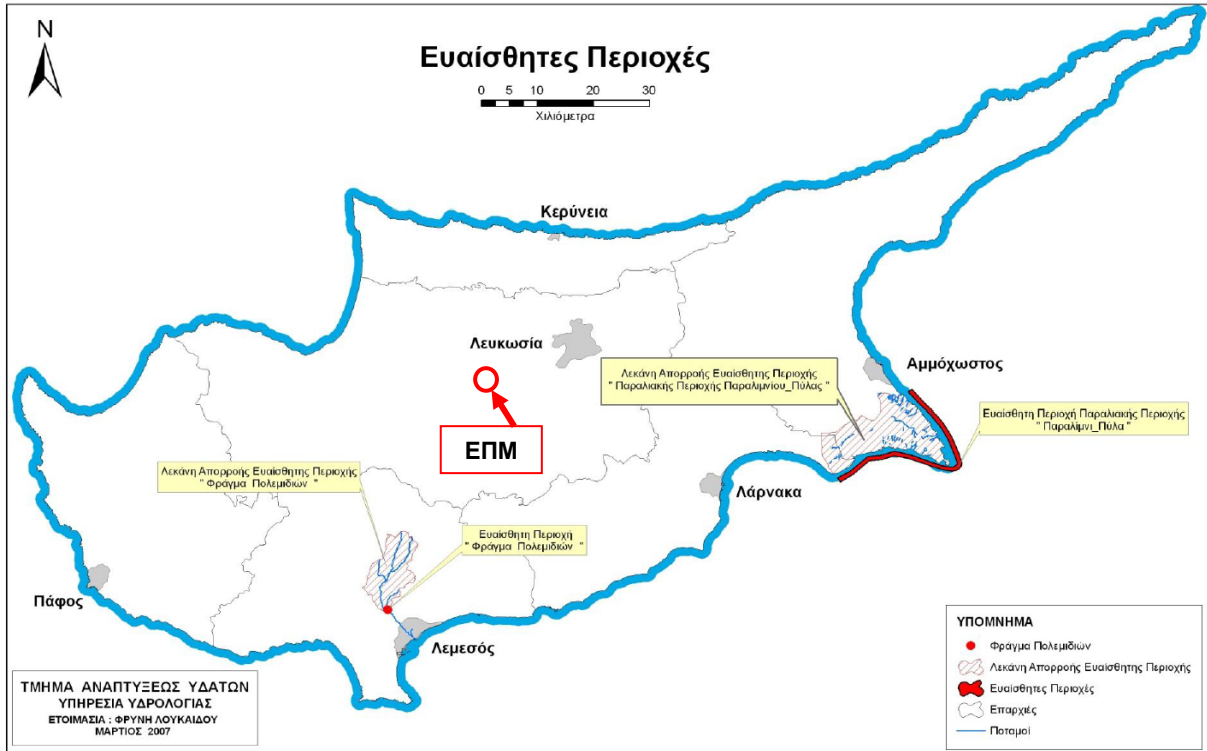 N
Ευαίσθητες Περιοχές
0 5 10 20 30
Χιλιόμετρα
Κερύνεια
Λευκωσία
ΕΠΜ
Λεκάνη Απορροής Ευαίσθητης Περιοχής
" Παραλιακής Περιοχής Παραλιμνίου_Πύλας "
Αμμόχωστος
Ευαίσθητη Περιοχή Παραλιακής Περιοχής
" Παραλίμνι_Πύλα "
Λεκάνη Απορροής Ευαίσθητης Περιοχής
" Φράγμα Πολεμιδιών "
Λάρνακα
Ευαίσθητη Περιοχή
" Φράγμα Πολεμιδιών "
Πάφος
Λεμεσός
ΤΜΗΜΑ ΑΝΑΠΤΥΞΕΩΣ ΥΔΑΤΩΝ
ΥΠΗΡΕΣΙΑ ΥΔΡΟΛΟΓΙΑΣ
ΕΤΟΙΜΑΣΙΑ : ΦΡΥΝΗ ΛΟΥΚΑΙΔΟΥ
ΜΑΡΤΙΟΣ 2007
ΥΠΟΜΝΗΜΑ
Φράγμα Πολεμιδιών
Λεκάνη Απορροής Ευαίσθητης Περιοχής
Ευαίσθητες Περιοχές
Επαρχιές
Ποταμοί